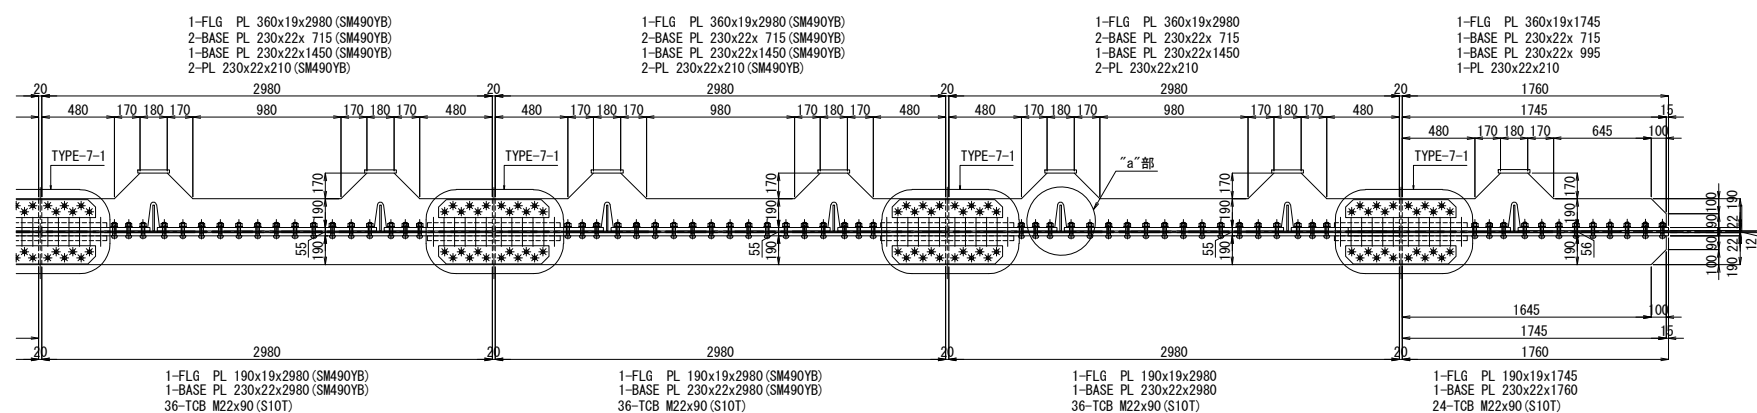 1-FLG PL 360x19x2980(SM490YB)
2-BASE PL 230x22x 715(SM490YB)
1-BASE PL 230x22x1450(SM490YB)
2-PL 230x22x210(SM490YB)
1-FLG PL 360x19x2980(SM490YB)
2-BASE PL 230x22x 715(SM490YB)
1-BASE PL 230x22x1450(SM490YB)
2-PL 230x22x210(SM490YB)
1-FLG PL 360x19x2980
2-BASE PL 230x22x 715
1-BASE PL 230x22x1450
2-PL 230x22x210
1-FLG PL 360x19x1745
1-BASE PL 230x22x 715
1-BASE PL 230x22x 995
1-PL 230x22x210
20 2980 20 2980 20 2980 20 1760
480 170 180 170 980 170 180 170 480 480 170 180 170 980 170 180 170 480 480 170 180 170 980 170 180 170 480 1745 15
480 170 180 170 645 100
TYPE-7-1 TYPE-7-1 TYPE-7-1 "a"部 TYPE-7-1
170 190 55 190
170 190 55 190
170 190 55 190
170 190 56 190
100 90 90 100
190 22 22 190
12
1645 100
1745 15
20 2980 20 2980 20 2980 20 1760
1-FLG PL 190x19x2980(SM490YB)
1-BASE PL 230x22x2980(SM490YB)
36-TCB M22x90(S10T)
1-FLG PL 190x19x2980(SM490YB)
1-BASE PL 230x22x2980(SM490YB)
36-TCB M22x90(S10T)
1-FLG PL 190x19x2980
1-BASE PL 230x22x2980
36-TCB M22x90(S10T)
1-FLG PL 190x19x1745
1-BASE PL 230x22x1760
24-TCB M22x90(S10T)